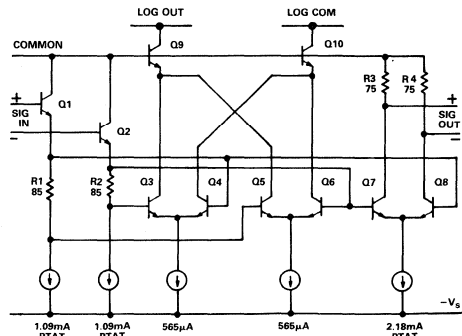 LOG OUT LOG COM
COMMON Q9 Q10
R3 75 R4 75
+ SIG IN − Q1
Q2
+ SIG OUT −
R1 85 R2 85 Q3 Q4 Q5 Q6 Q7 Q8
−VS
1.09mA 1.09mA 565µA 565µA 2.18mA
PTAT PTAT PTAT